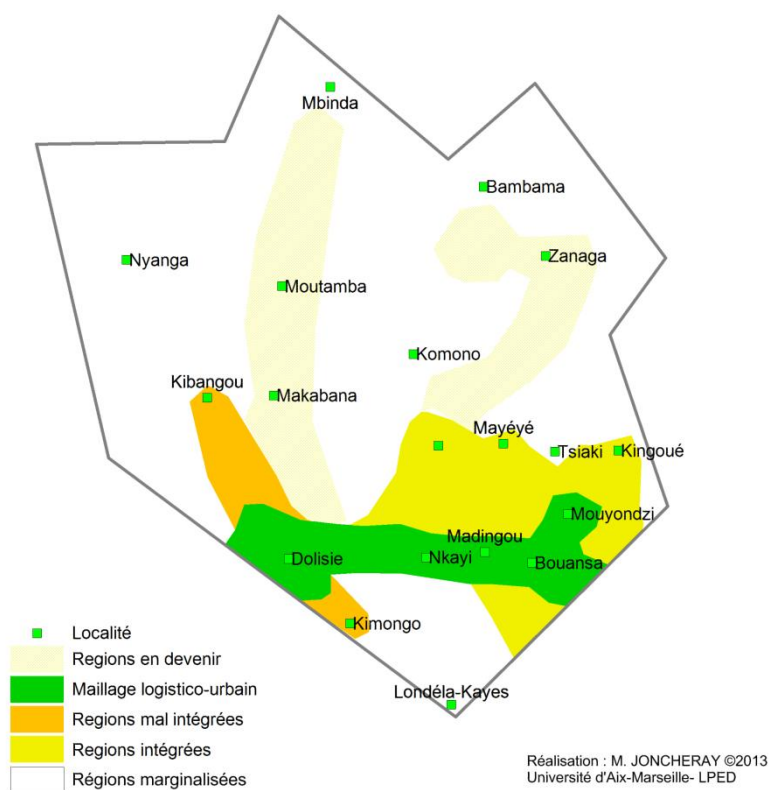 Mbinda
Bambama
Nyanga
Zanaga
Moutamba
Komono
Kibangou
Makabana
Mayéyé
Tsiaki
Kingoué
Mouyondzi
Madingou
Dolisie
Nkayi
Bouansa
Kimongo
Londéla-Kayes
Localité
Regions en devenir
Maillage logistico-urbain
Regions mal intégrées
Regions intégrées
Régions marginalisées
Réalisation : M. JONCHERAY ©2013
Université d'Aix-Marseille- LPED